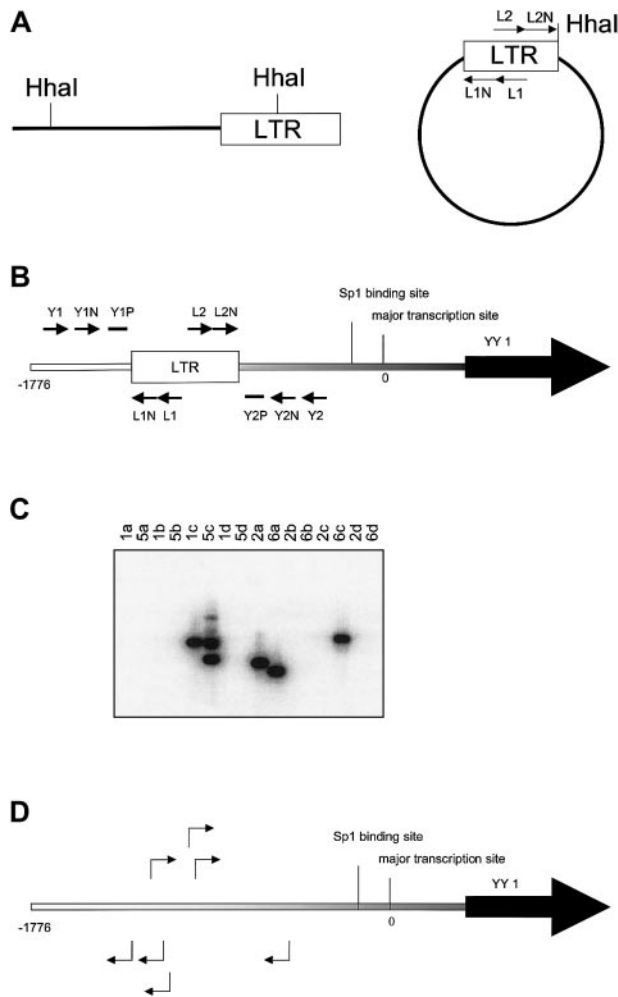 A
HhaI
HhaI
LTR
L2 L2N
HhaI
LTR
L1N L1
B
Y1 Y1N Y1P L2 L2N
Sp1 binding site
major transcription site
YY 1
LTR
-1776
0
L1N L1 Y2P Y2N Y2
C
1a 5a 1b 5b 1c 5c 1d 5d 2a 6a 2b 6b 2c 6c 2d 6d
D
Sp1 binding site
major transcription site
YY 1
-1776
0